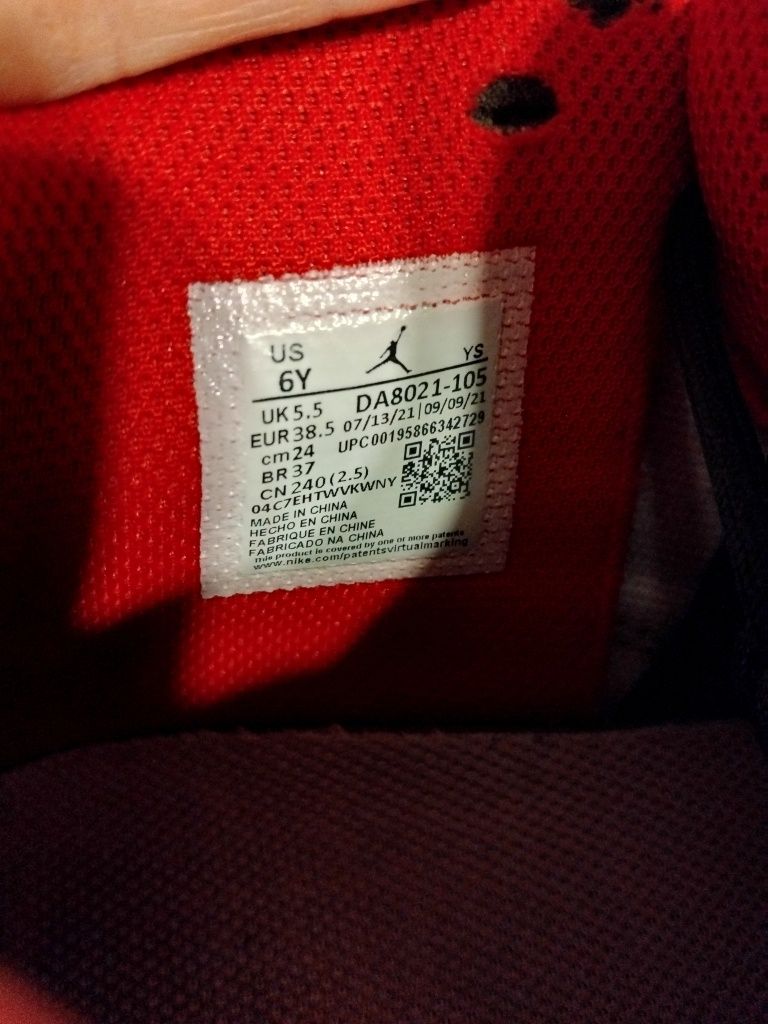 US YS
6Y DA8021-105
UK 5.5 07/13/21 | 09/09/21
EUR 38.5 UPC 00195866342729
cm 24
BR 37
CN 240 (2.5)
04C7EHTWVKWNY
MADE IN CHINA
HECHO EN CHINA
FABRIQUE EN CHINE
FABRICADO NA CHINA
This product is covered by one or more patents
www.nike.com/patentsvirtualmarking